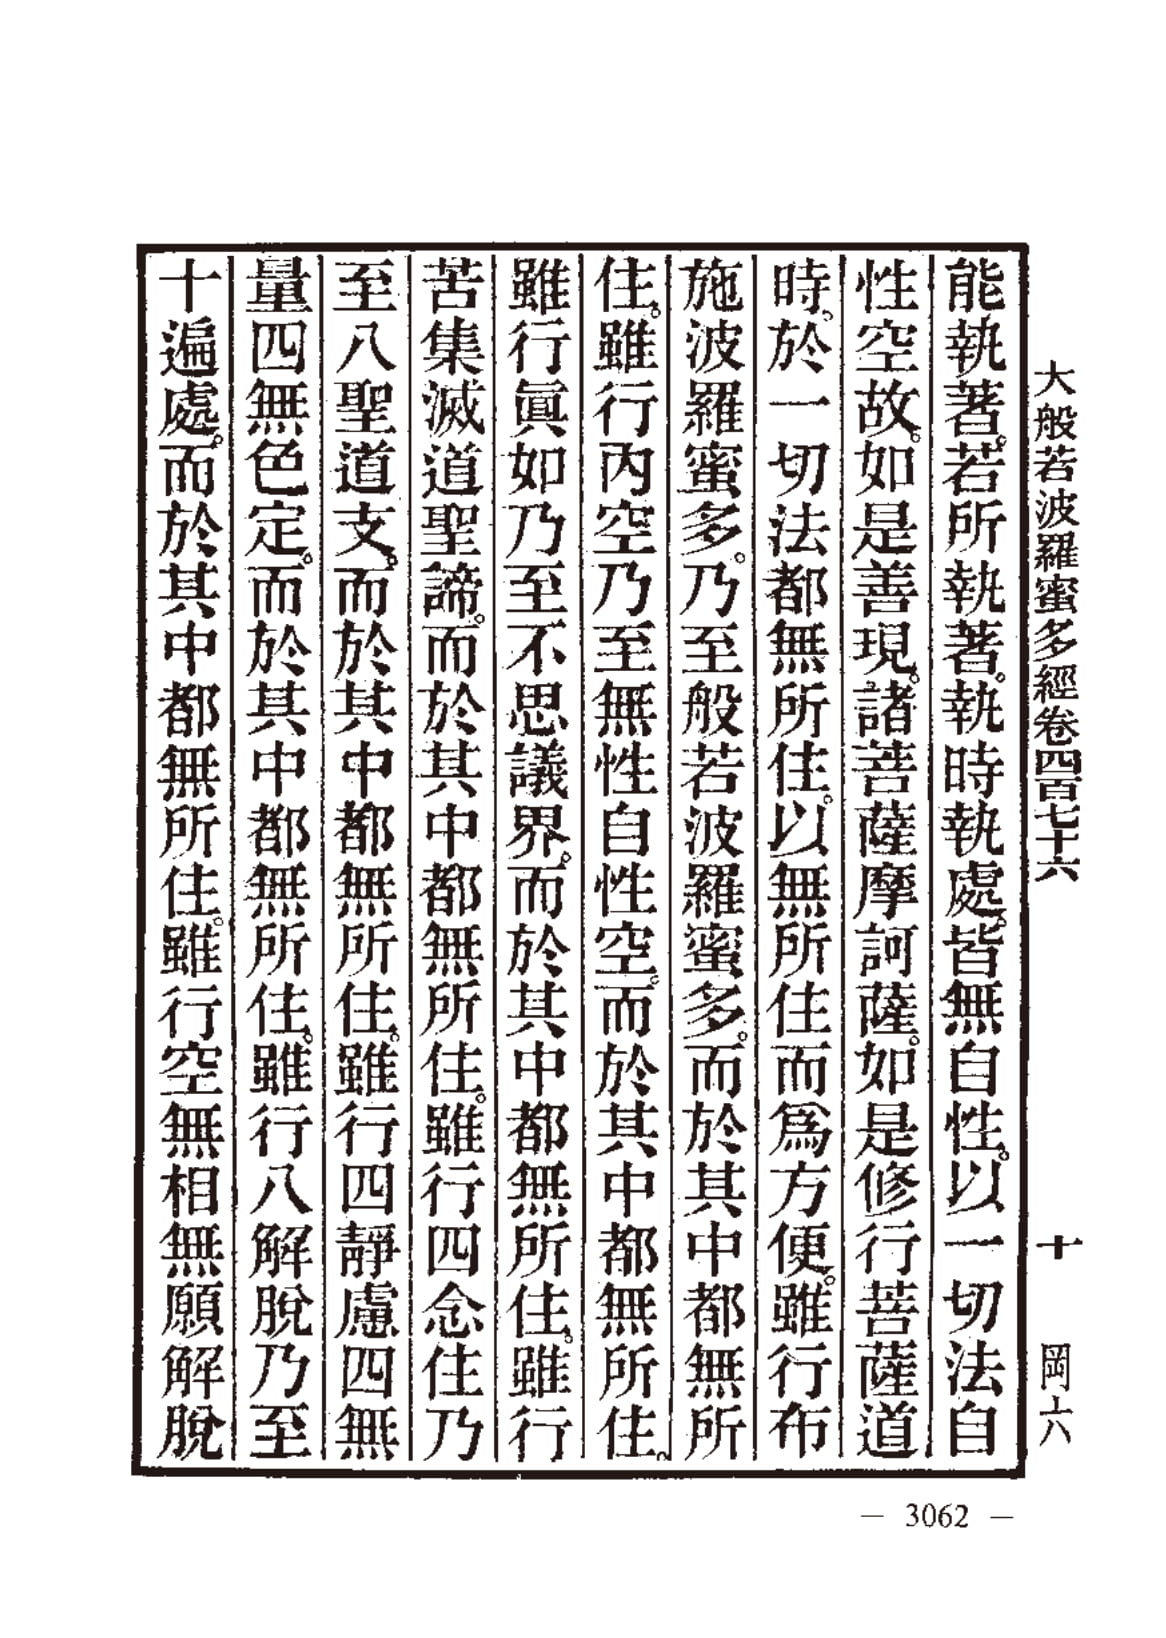 大般若波羅蜜多經卷四百七十六　十　岡六
能執著。若所執著。執時執處。皆無自性。以一切法自
性空故。如是善現。諸菩薩摩訶薩。如是修行菩薩道
時。於一切法都無所住。以無所住而爲方便。雖行布
施波羅蜜多。乃至般若波羅蜜多。而於其中都無所
住。雖行內空乃至無性自性空。而於其中都無所住。
雖行眞如乃至不思議界。而於其中都無所住。雖行
苦集滅道聖諦。而於其中都無所住。雖行四念住乃
至八聖道支。而於其中都無所住。雖行四靜慮四無
量四無色定。而於其中都無所住。雖行八解脫乃至
十遍處。而於其中都無所住。雖行空無相無願解脫
— 3062 —